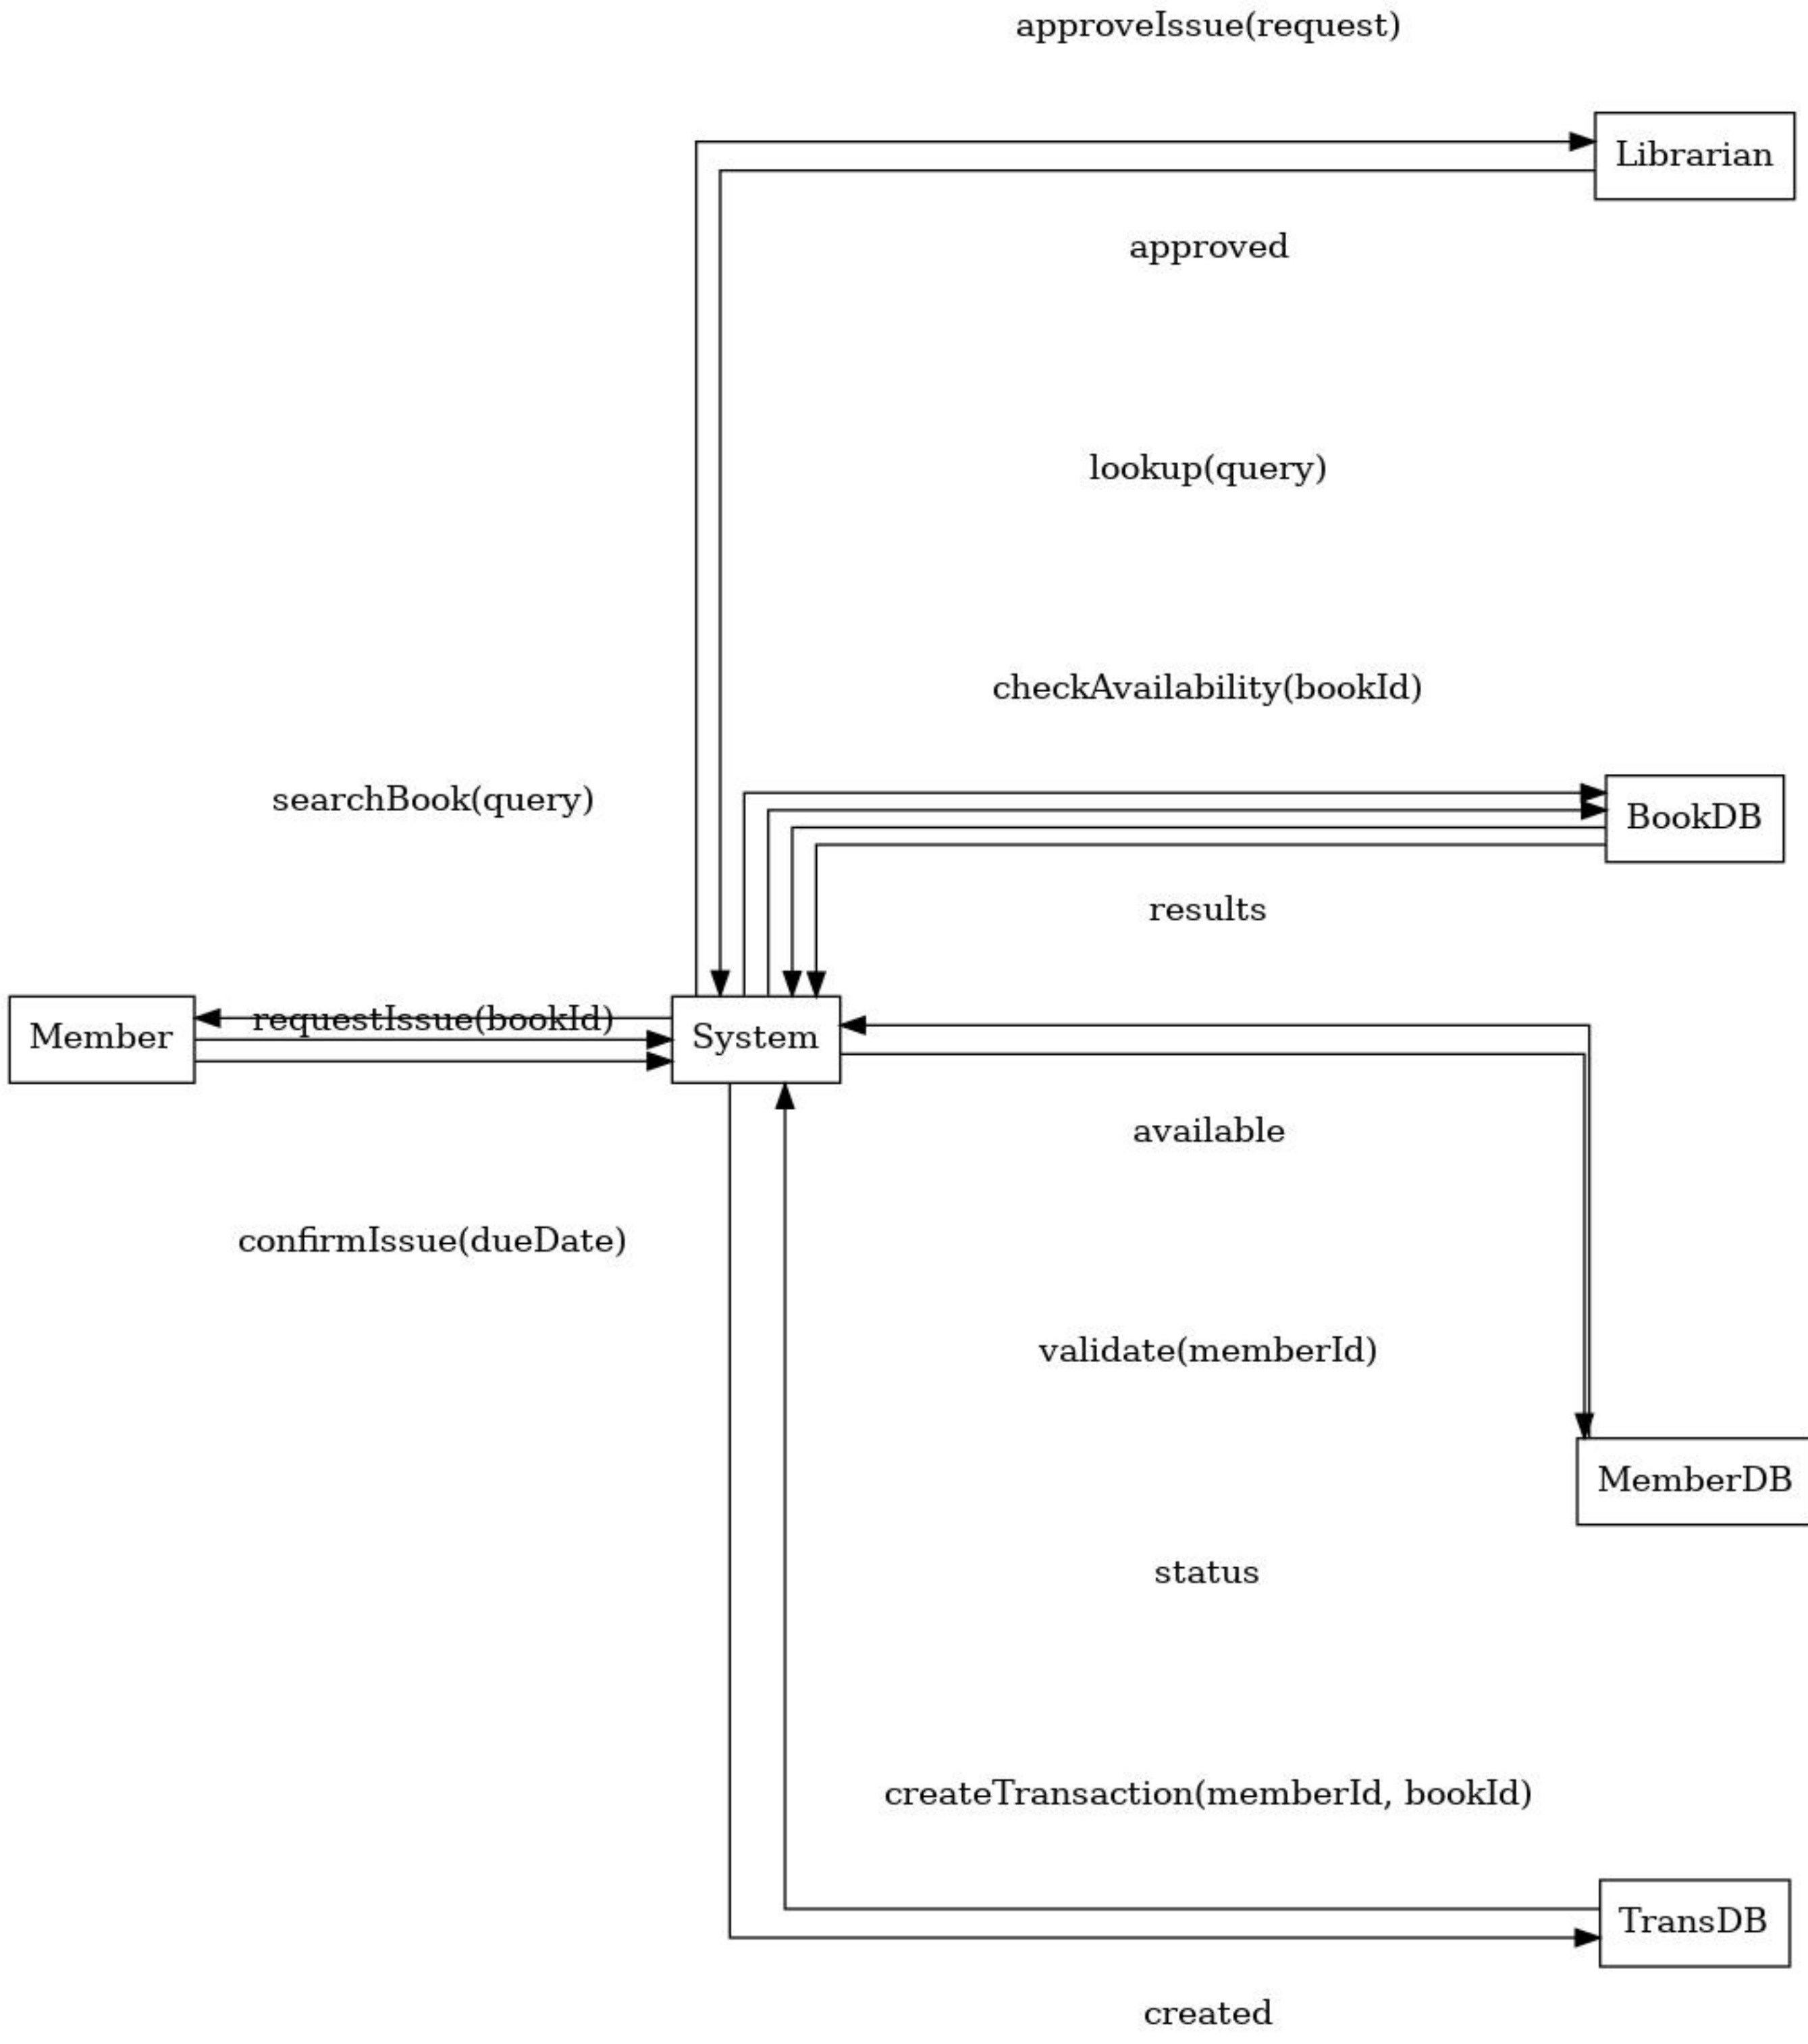 approveIssue(request)
Librarian
approved
lookup(query)
checkAvailability(bookId)
searchBook(query)
BookDB
results
requestIssue(bookId)
Member
System
available
confirmIssue(dueDate)
validate(memberId)
MemberDB
status
createTransaction(memberId, bookId)
TransDB
created